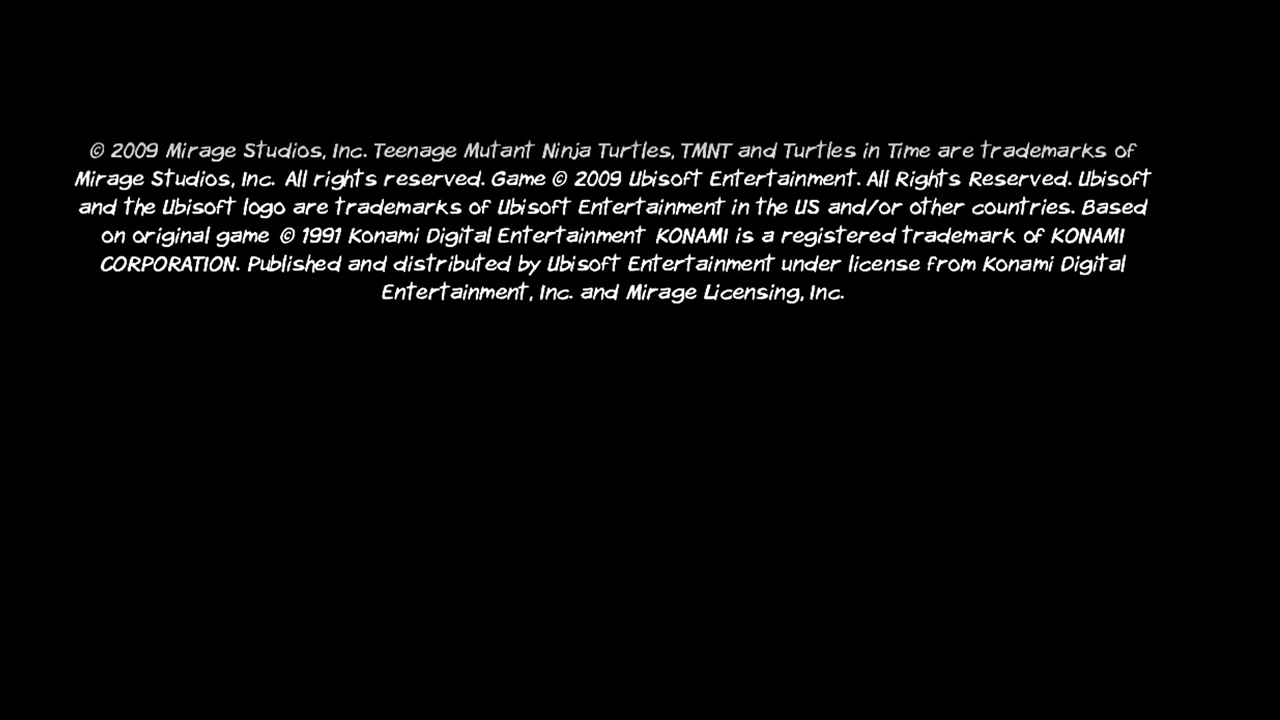 © 2009 Mirage Studios, Inc. Teenage Mutant Ninja Turtles, TMNT and Turtles in Time are trademarks of
Mirage Studios, Inc. All rights reserved. Game © 2009 Ubisoft Entertainment. All Rights Reserved. Ubisoft
and the Ubisoft logo are trademarks of Ubisoft Entertainment in the US and/or other countries. Based
on original game © 1991 Konami Digital Entertainment KONAMI is a registered trademark of KONAMI
CORPORATION. Published and distributed by Ubisoft Entertainment under license from Konami Digital
Entertainment, Inc. and Mirage Licensing, Inc.